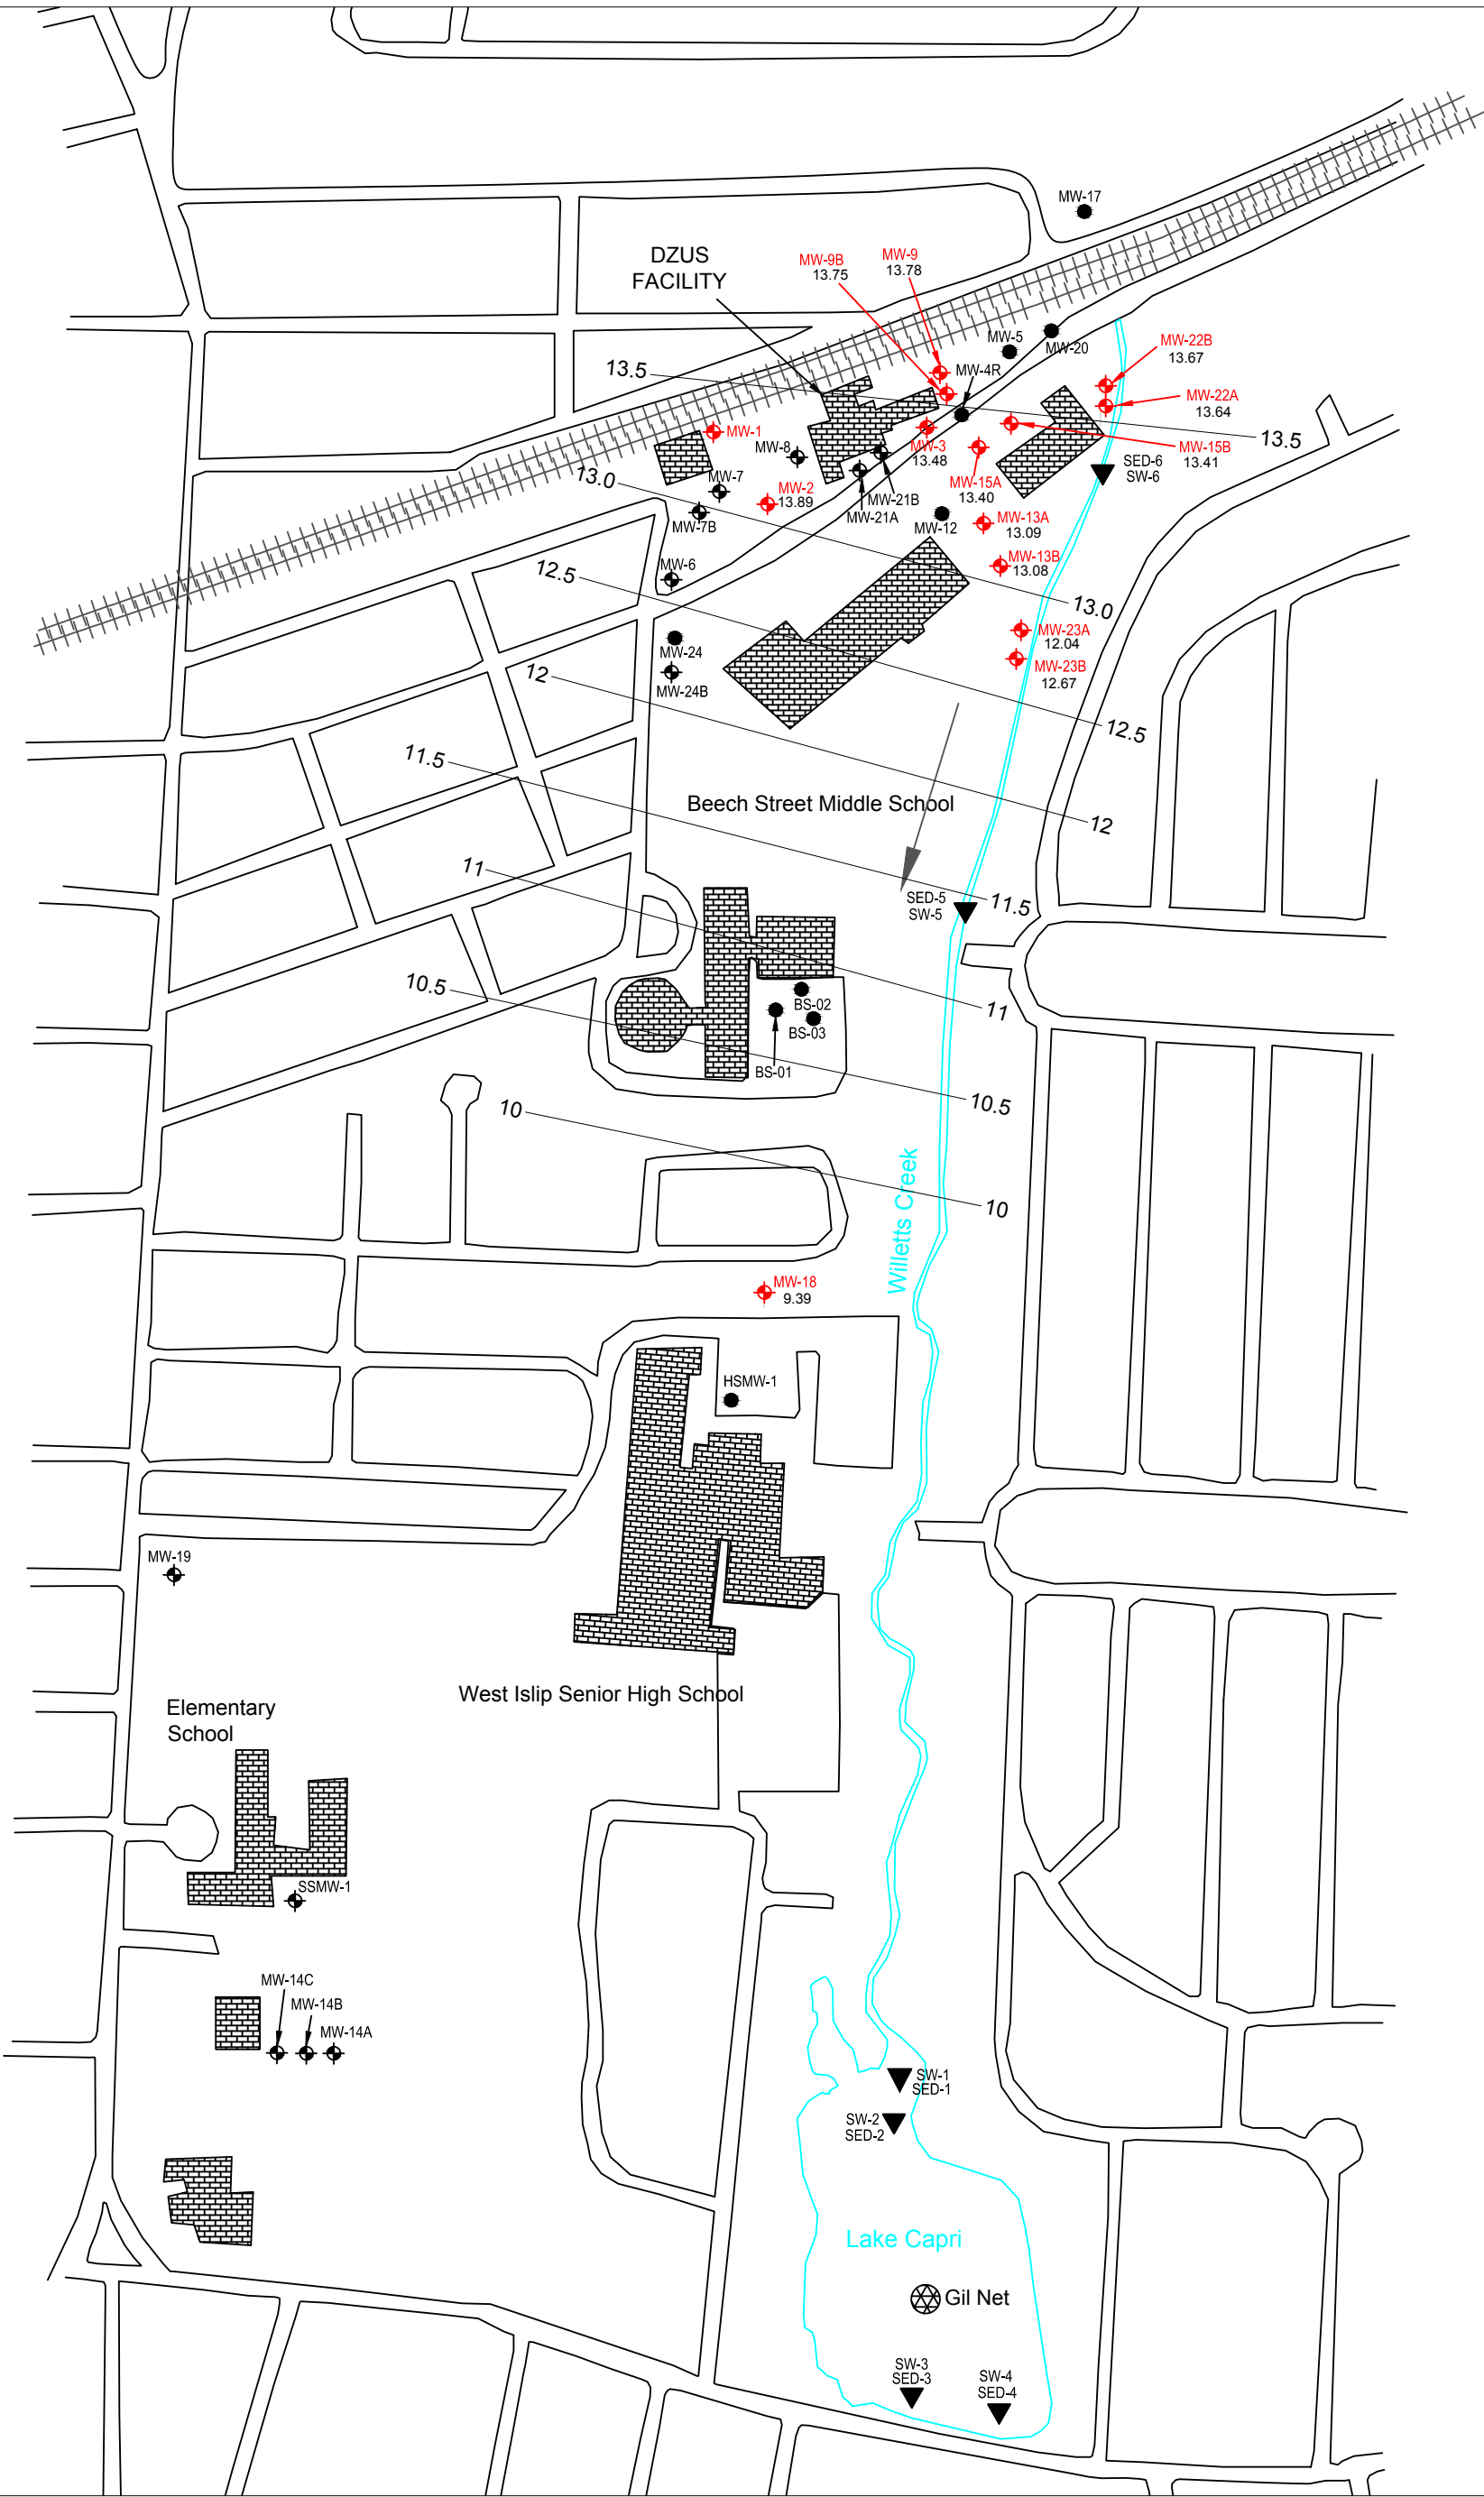 MW-17
DZUS
FACILITY
MW-9B
13.75
MW-9
13.78
MW-5
MW-20
MW-22B
13.67
13.5
MW-4R
MW-22A
13.64
MW-1
MW-8
MW-3
13.48
13.5
MW-15B
13.41
SED-6
SW-6
13.0
MW-7
MW-2
13.89
MW-15A
13.40
MW-21B
MW-21A
MW-7B
MW-12
MW-13A
13.09
MW-13B
13.08
12.5
MW-6
13.0
MW-23A
12.04
MW-24
MW-23B
12.67
12
MW-24B
12.5
11.5
Beech Street Middle School
12
11
SED-5
SW-5
11.5
10.5
BS-02
BS-03
11
BS-01
10
10.5
Willetts Creek
10
MW-18
9.39
HSMW-1
MW-19
West Islip Senior High School
Elementary
School
SSMW-1
MW-14C
MW-14B
MW-14A
SW-1
SED-1
SW-2
SED-2
Lake Capri
Gil Net
SW-3
SED-3
SW-4
SED-4